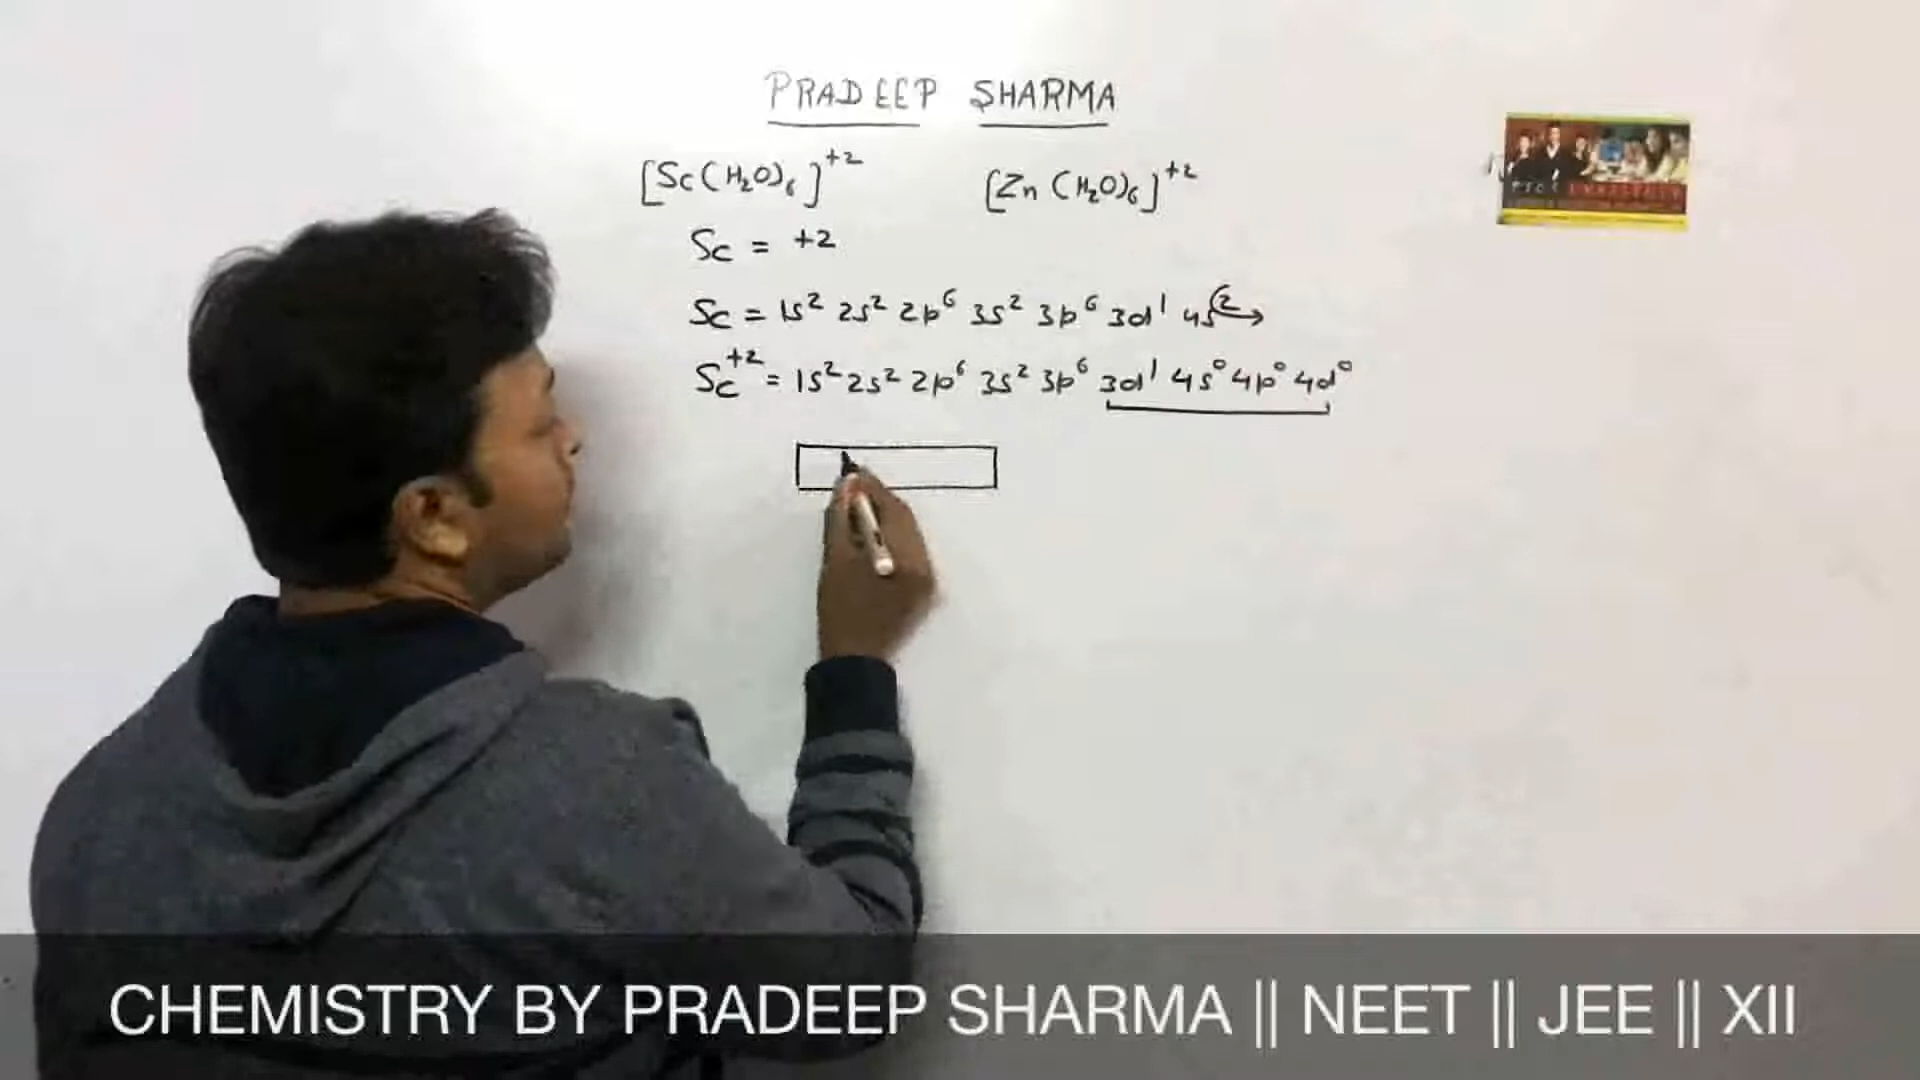 PRADEEP SHARMA
[Sc(H₂O)₆]⁺² [Zn(H₂O)₆]⁺²
Sc = +2
Sc = 1s² 2s² 2p⁶ 3s² 3p⁶ 3d¹ 4s²
Sc⁺² = 1s² 2s² 2p⁶ 3s² 3p⁶ 3d¹ 4s⁰ 4p⁰ 4d⁰
CHEMISTRY BY PRADEEP SHARMA || NEET || JEE || XII